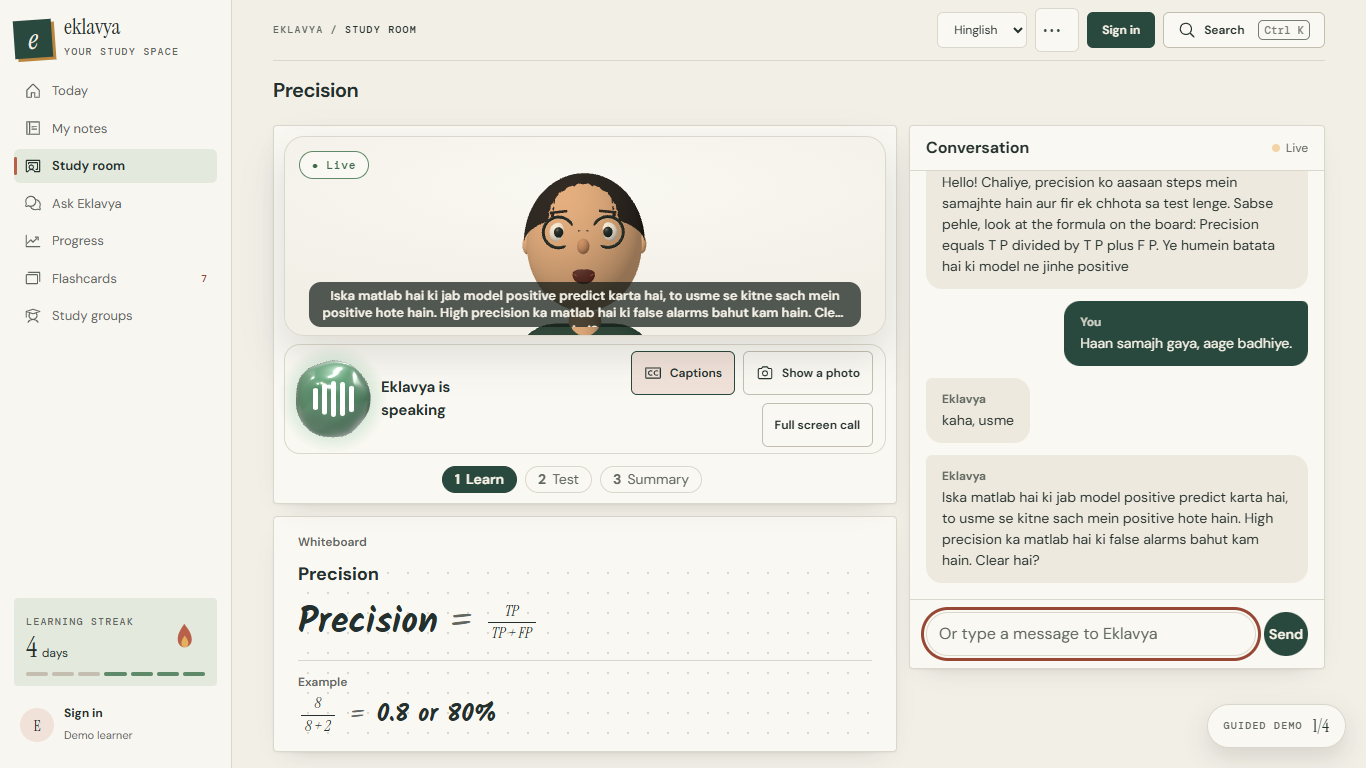 e
eklavya
YOUR STUDY SPACE
Today
My notes
Study room
Ask Eklavya
Progress
Flashcards 7
Study groups
LEARNING STREAK
4 days
E
Sign in
Demo learner
EKLAVYA / STUDY ROOM
Hinglish
...
Sign in
Search Ctrl K
Precision
• Live
Iska matlab hai ki jab model positive predict karta hai, to usme se kitne sach mein
positive hote hain. High precision ka matlab hai ki false alarms bahut kam hain. Cle...
Eklavya is
speaking
CC Captions
Show a photo
Full screen call
1 Learn
2 Test
3 Summary
Whiteboard
Precision
Precision = TP
TP + FP
Example
8
8 + 2
= 0.8 or 80%
Conversation
Live
Hello! Chaliye, precision ko aasaan steps mein
samajhte hain aur fir ek chhota sa test lenge. Sabse
pehle, look at the formula on the board: Precision
equals T P divided by T P plus F P. Ye humein batata
hai ki model ne jinhe positive
You
Haan samajh gaya, aage badhiye.
Eklavya
kaha, usme
Eklavya
Iska matlab hai ki jab model positive predict karta hai,
to usme se kitne sach mein positive hote hain. High
precision ka matlab hai ki false alarms bahut kam
hain. Clear hai?
Or type a message to Eklavya
Send
GUIDED DEMO 1/4